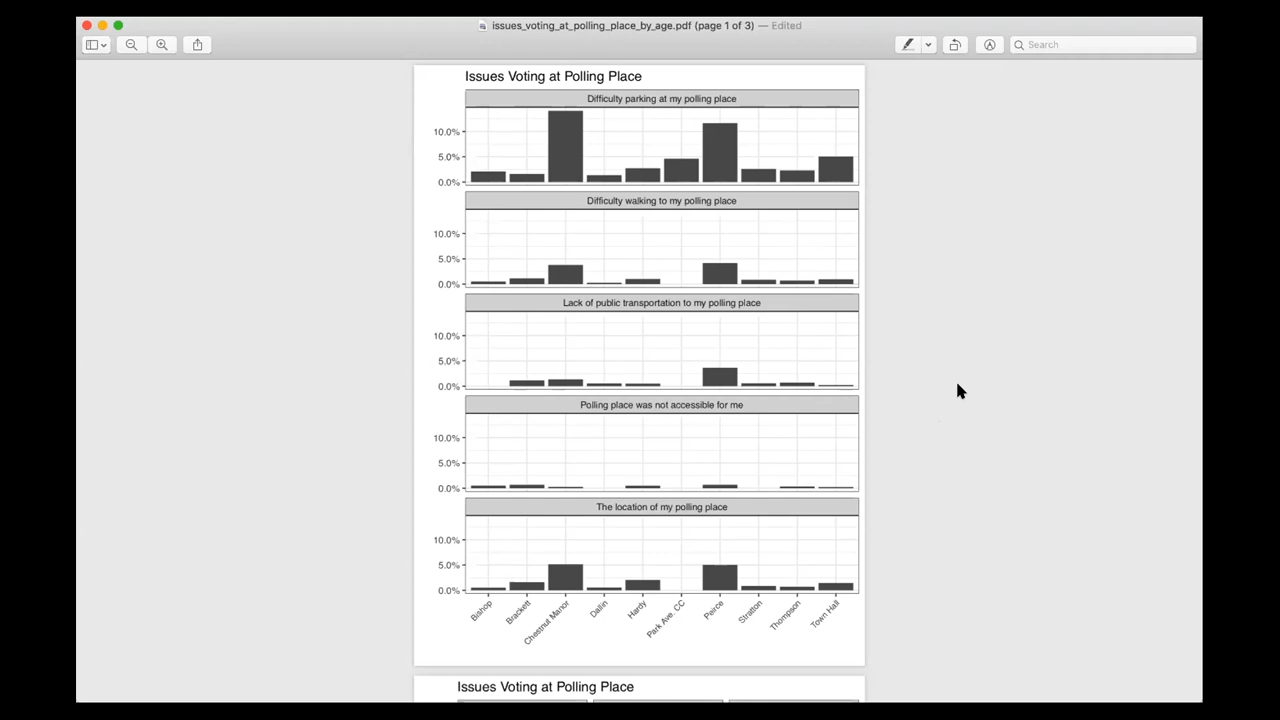 issues_voting_at_polling_place_by_age.pdf (page 1 of 3) — Edited
Search
Issues Voting at Polling Place
Difficulty parking at my polling place
10.0%
5.0%
0.0%
Difficulty walking to my polling place
10.0%
5.0%
0.0%
Lack of public transportation to my polling place
10.0%
5.0%
0.0%
Polling place was not accessible for me
10.0%
5.0%
0.0%
The location of my polling place
10.0%
5.0%
0.0%
Bishop
Brackett
Chestnut Manor
Dallin
Hardy
Park Ave. CC
Peirce
Stratton
Thompson
Town Hall
Issues Voting at Polling Place